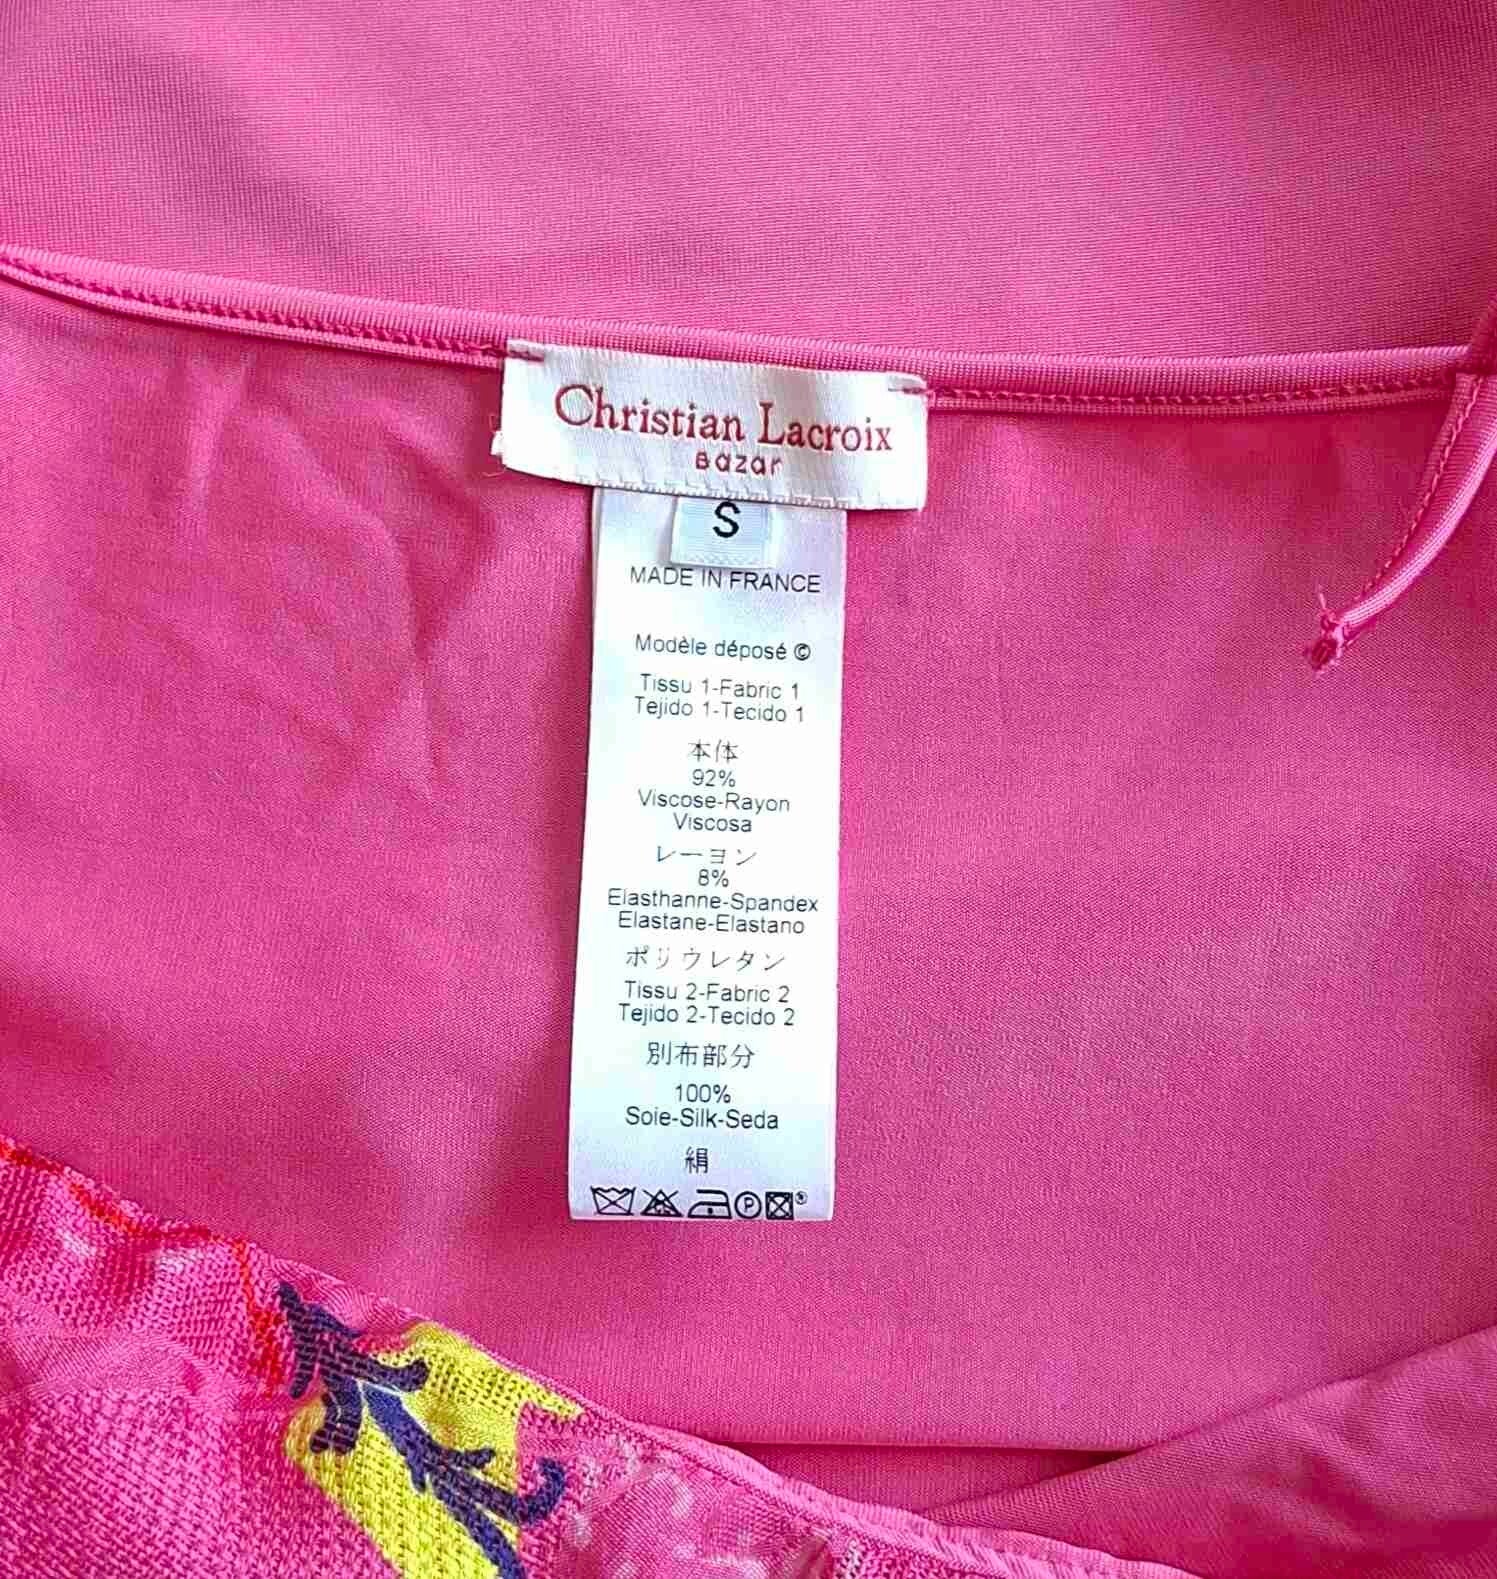 Christian Lacroix
Bazar
S
MADE IN FRANCE
Modèle déposé ©
Tissu 1-Fabric 1
Tejido 1-Tecido 1
本体
92%
Viscose-Rayon
Viscosa
レーヨン
8%
Elasthanne-Spandex
Elastane-Elastano
ポリウレタン
Tissu 2-Fabric 2
Tejido 2-Tecido 2
別布部分
100%
Soie-Silk-Seda
絹
P